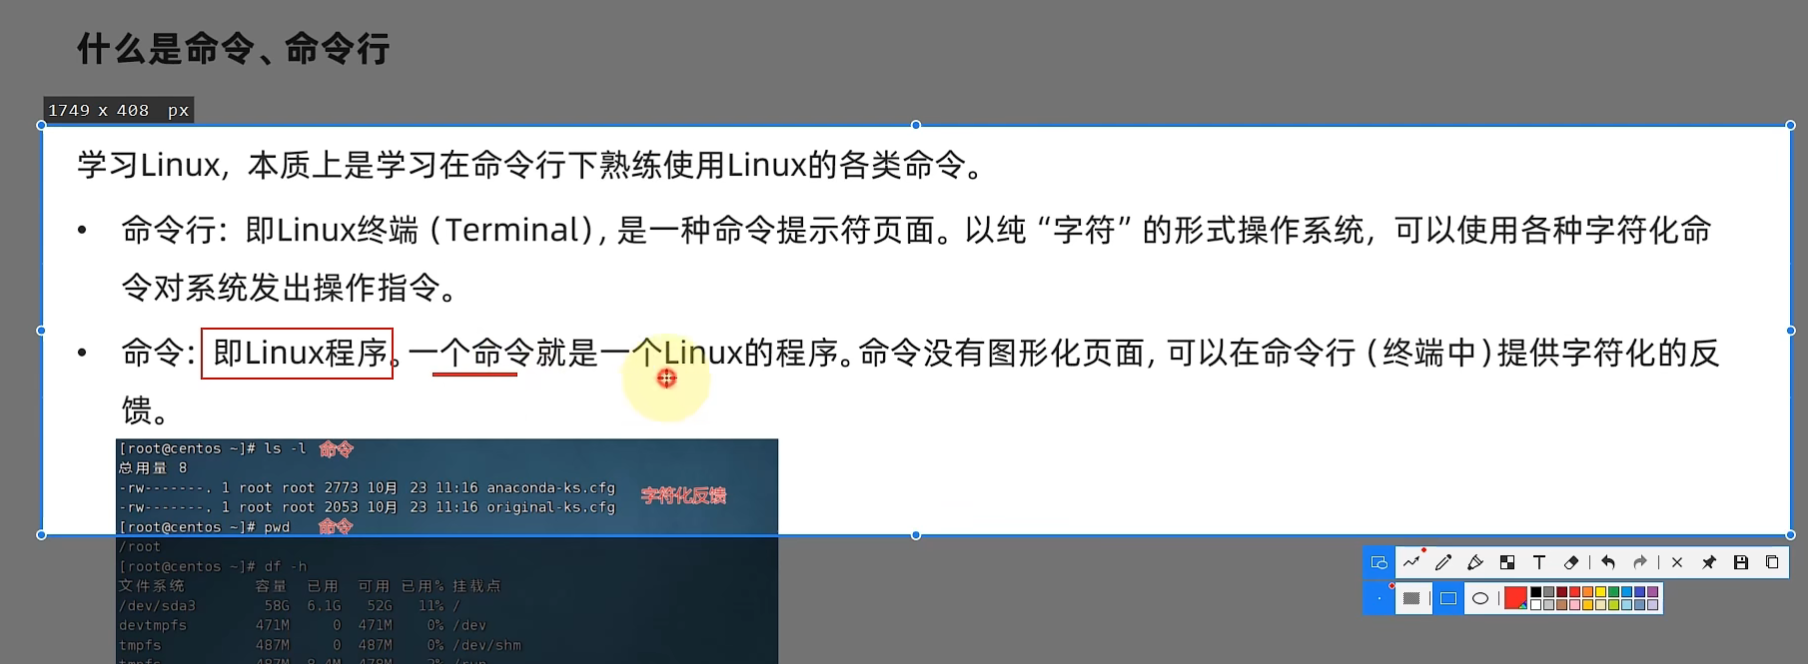 什么是命令、命令行
1749 x 408 px
学习Linux，本质上是学习在命令行下熟练使用Linux的各类命令。
• 命令行：即Linux终端（Terminal），是一种命令提示符页面。以纯“字符”的形式操作系统，可以使用各种字符化命
令对系统发出操作指令。
• 命令：即Linux程序。一个命令就是一个Linux的程序。命令没有图形化页面，可以在命令行（终端中）提供字符化的反
馈。
[root@centos ~]# ls -l 命令
总用量 8
-rw-------. 1 root root 2773 10月 23 11:16 anaconda-ks.cfg
字符化反馈
-rw-------. 1 root root 2053 10月 23 11:16 original-ks.cfg
[root@centos ~]# pwd 命令
/root
[root@centos ~]# df -h
文件系统 容量 已用 可用 已用% 挂载点
/dev/sda3 58G 6.1G 52G 11% /
devtmpfs 471M 0 471M 0% /dev
tmpfs 487M 0 487M 0% /dev/shm